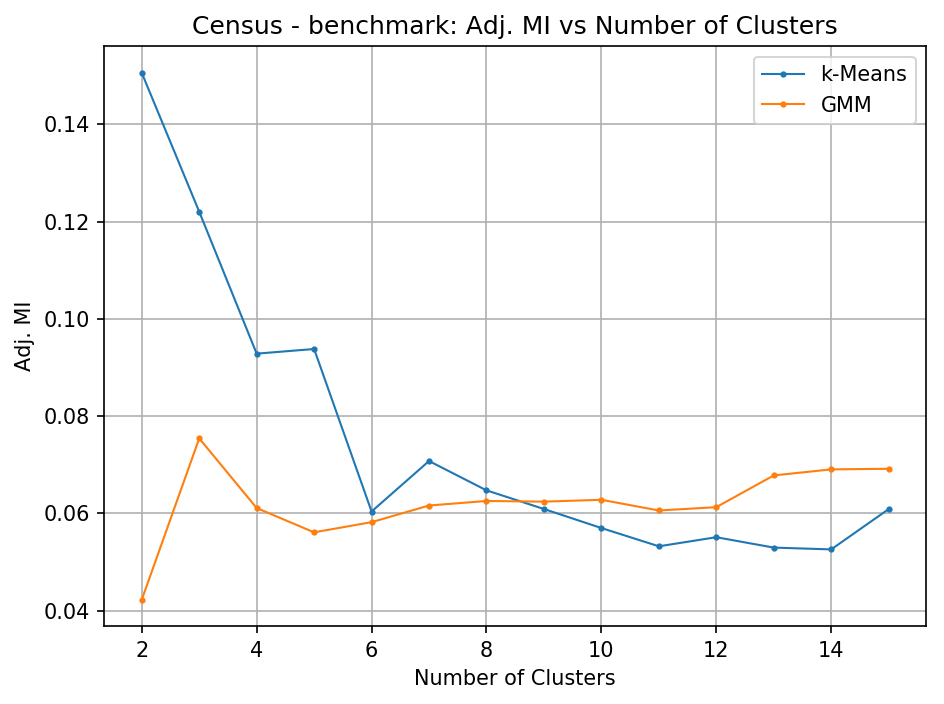 Census - benchmark: Adj. MI vs Number of Clusters
k-Means
GMM
Adj. MI
0.14
0.12
0.10
0.08
0.06
0.04
2 4 6 8 10 12 14
Number of Clusters